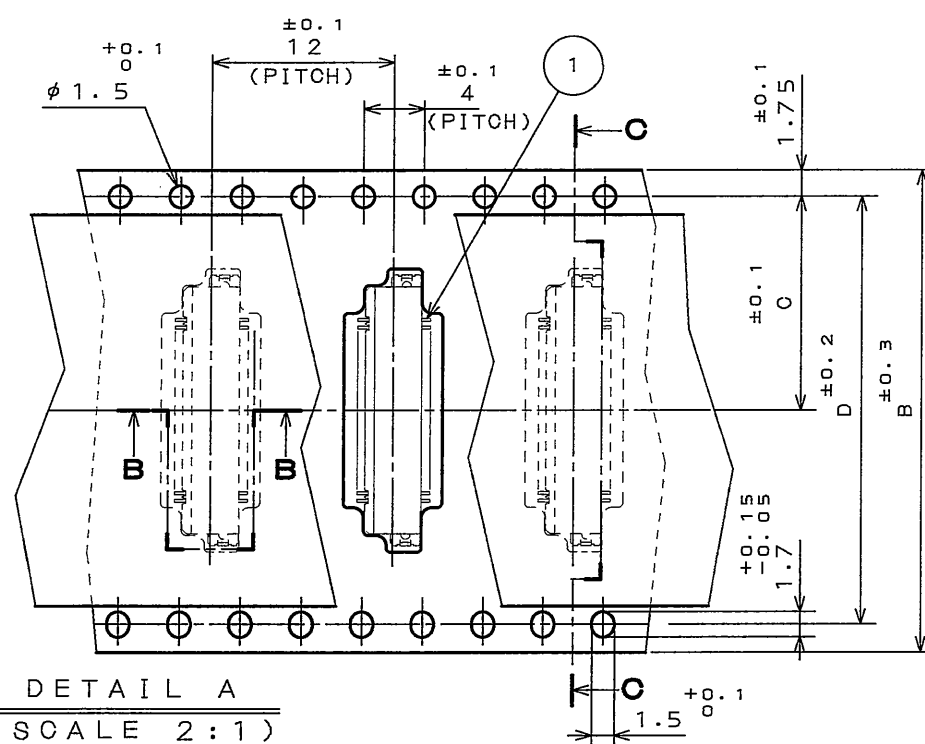 ±0.1
12
(PITCH)
+0.1
0
φ1.5
±0.1
4
(PITCH)
1
C
±0.1
1.75
±0.1
C
±0.2
D
±0.3
B
B
B
+0.15
-0.05
1.7
C
+0.1
0
1.5
DETAIL A
SCALE 2:1)